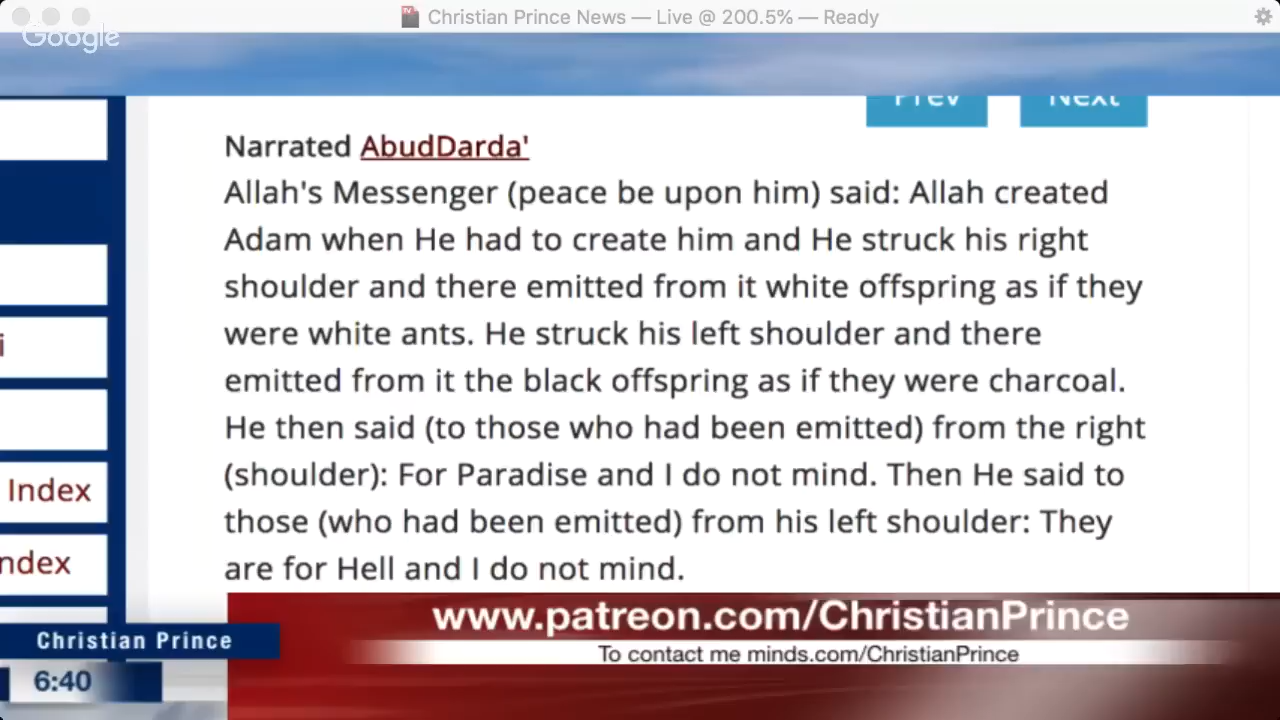 Christian Prince News — Live @ 200.5% — Ready
Google
Prev Next
Narrated AbudDarda'
Allah's Messenger (peace be upon him) said: Allah created
Adam when He had to create him and He struck his right
shoulder and there emitted from it white offspring as if they
were white ants. He struck his left shoulder and there
emitted from it the black offspring as if they were charcoal.
He then said (to those who had been emitted) from the right
(shoulder): For Paradise and I do not mind. Then He said to
those (who had been emitted) from his left shoulder: They
are for Hell and I do not mind.
i
Index
ndex
www.patreon.com/ChristianPrince
To contact me minds.com/ChristianPrince
Christian Prince
6:40